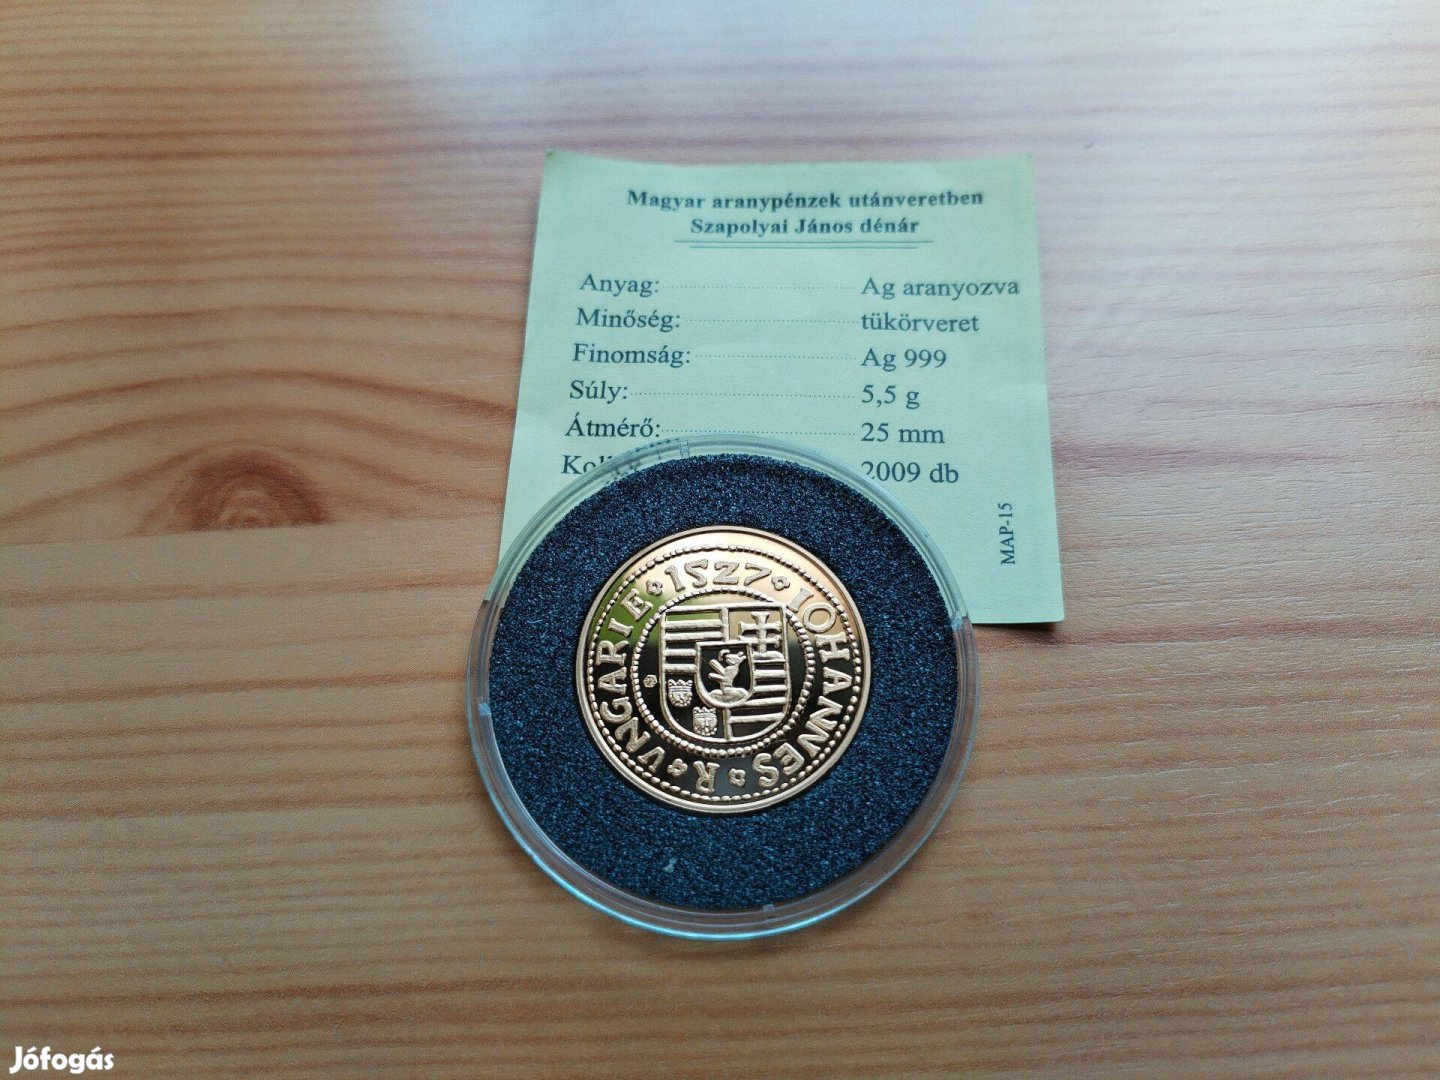 Magyar aranypénzek utánveretben
Szapolyai János dénár
Anyag: Ag aranyozva
Minőség: tükörveret
Finomság: Ag 999
Súly: 5,5 g
Átmérő: 25 mm
2009 db
MAP-15
1527 IOHANNES R VNGARIE
Jófogás